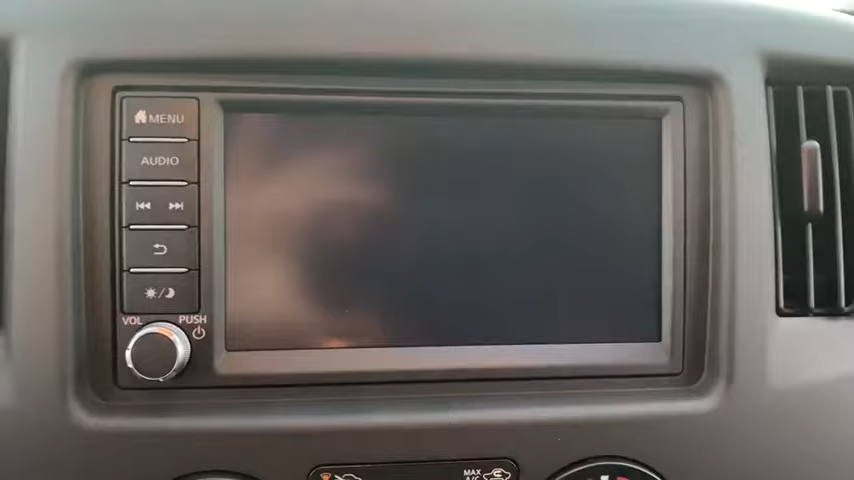 MENU
AUDIO
VOL PUSH
MAX
A/C